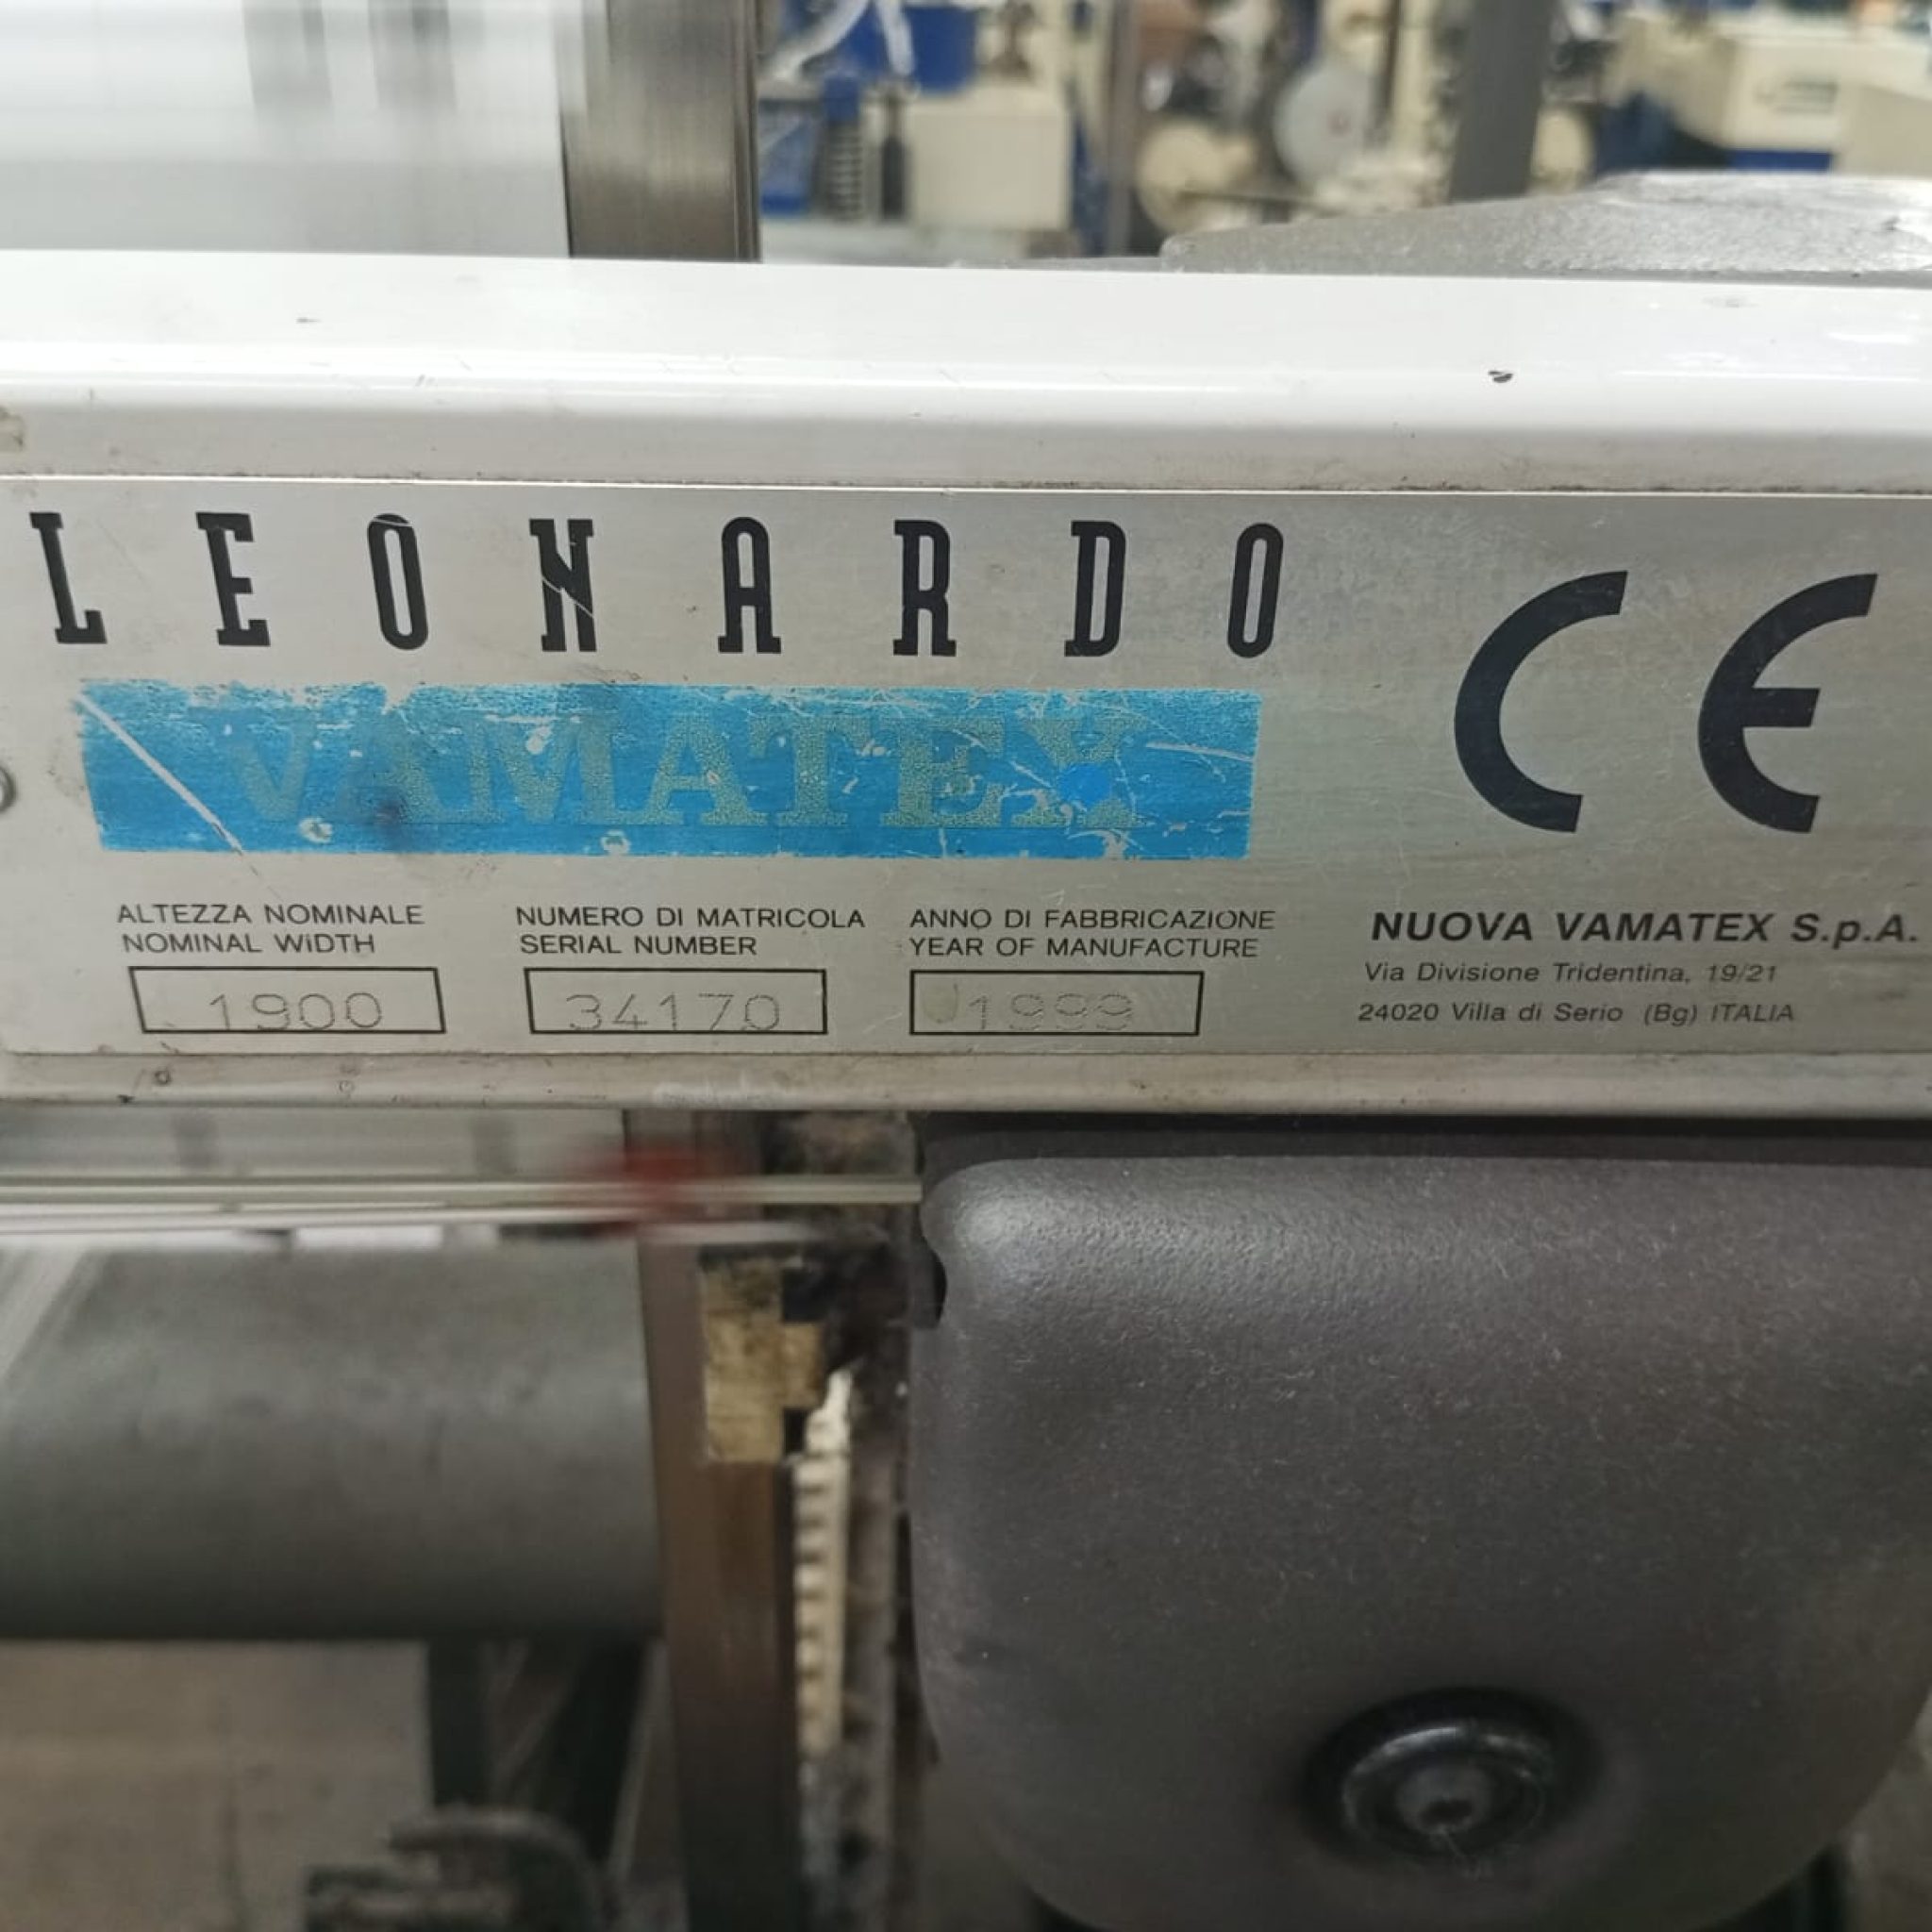 LEONARDO
CE
VAMATEX
ALTEZZA NOMINALE
NOMINAL WIDTH
1900
NUMERO DI MATRICOLA
SERIAL NUMBER
34170
ANNO DI FABBRICAZIONE
YEAR OF MANUFACTURE
1999
NUOVA VAMATEX S.p.A.
Via Divisione Tridentina, 19/21
24020 Villa di Serio (Bg) ITALIA